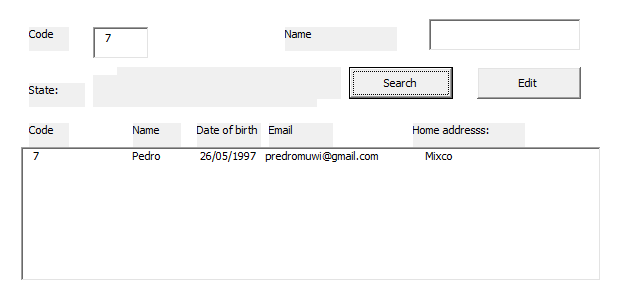 Code 7 Name
State: Search Edit
Code Name Date of birth Email Home addresss:
7 Pedro 26/05/1997 predromuwi@gmail.com Mixco